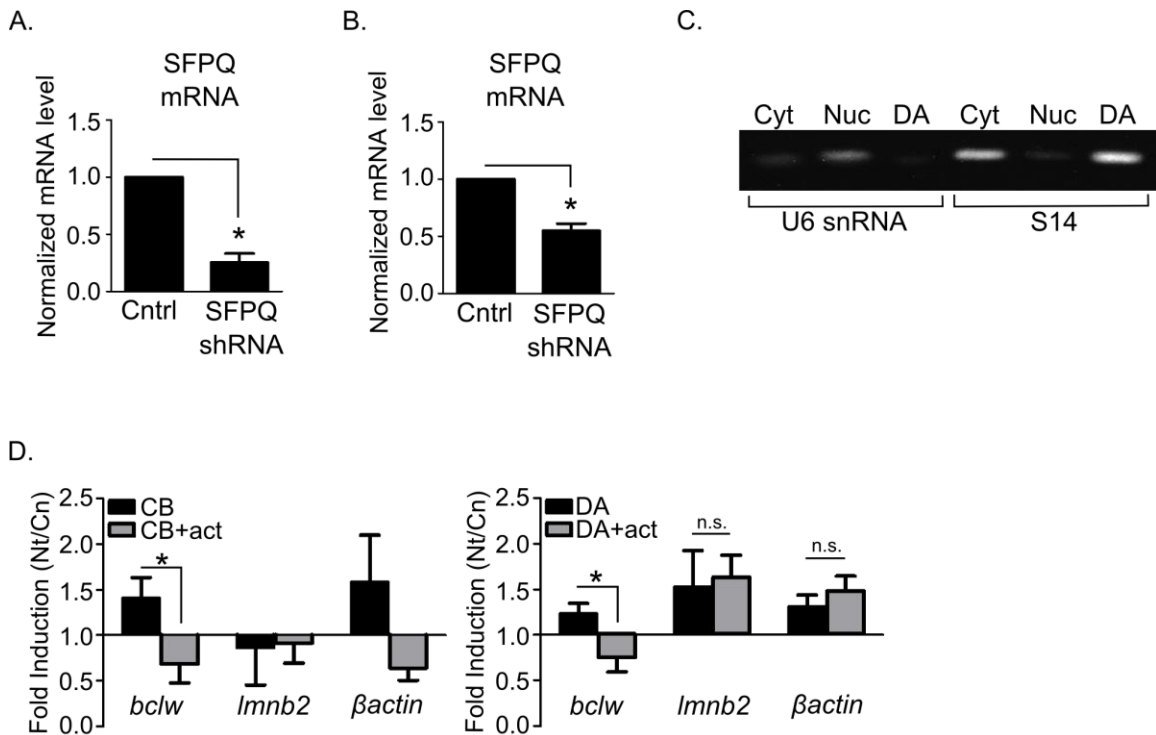 A.
SFPQ
mRNA
Normalized mRNA level
1.5
1.0
0.5
0.0
Cntrl
SFPQ
shRNA
*
B.
SFPQ
mRNA
Normalized mRNA level
1.5
1.0
0.5
0.0
Cntrl
SFPQ
shRNA
*
C.
Cyt Nuc DA Cyt Nuc DA
U6 snRNA S14
D.
Fold Induction (Nt/Cn)
2.5
2.0
1.5
1.0
0.5
0.0
CB
CB+act
*
bclw lmnb2 βactin
Fold Induction (Nt/Cn)
2.5
2.0
1.5
1.0
0.5
0.0
DA
DA+act
*
n.s.
n.s.
bclw lmnb2 βactin